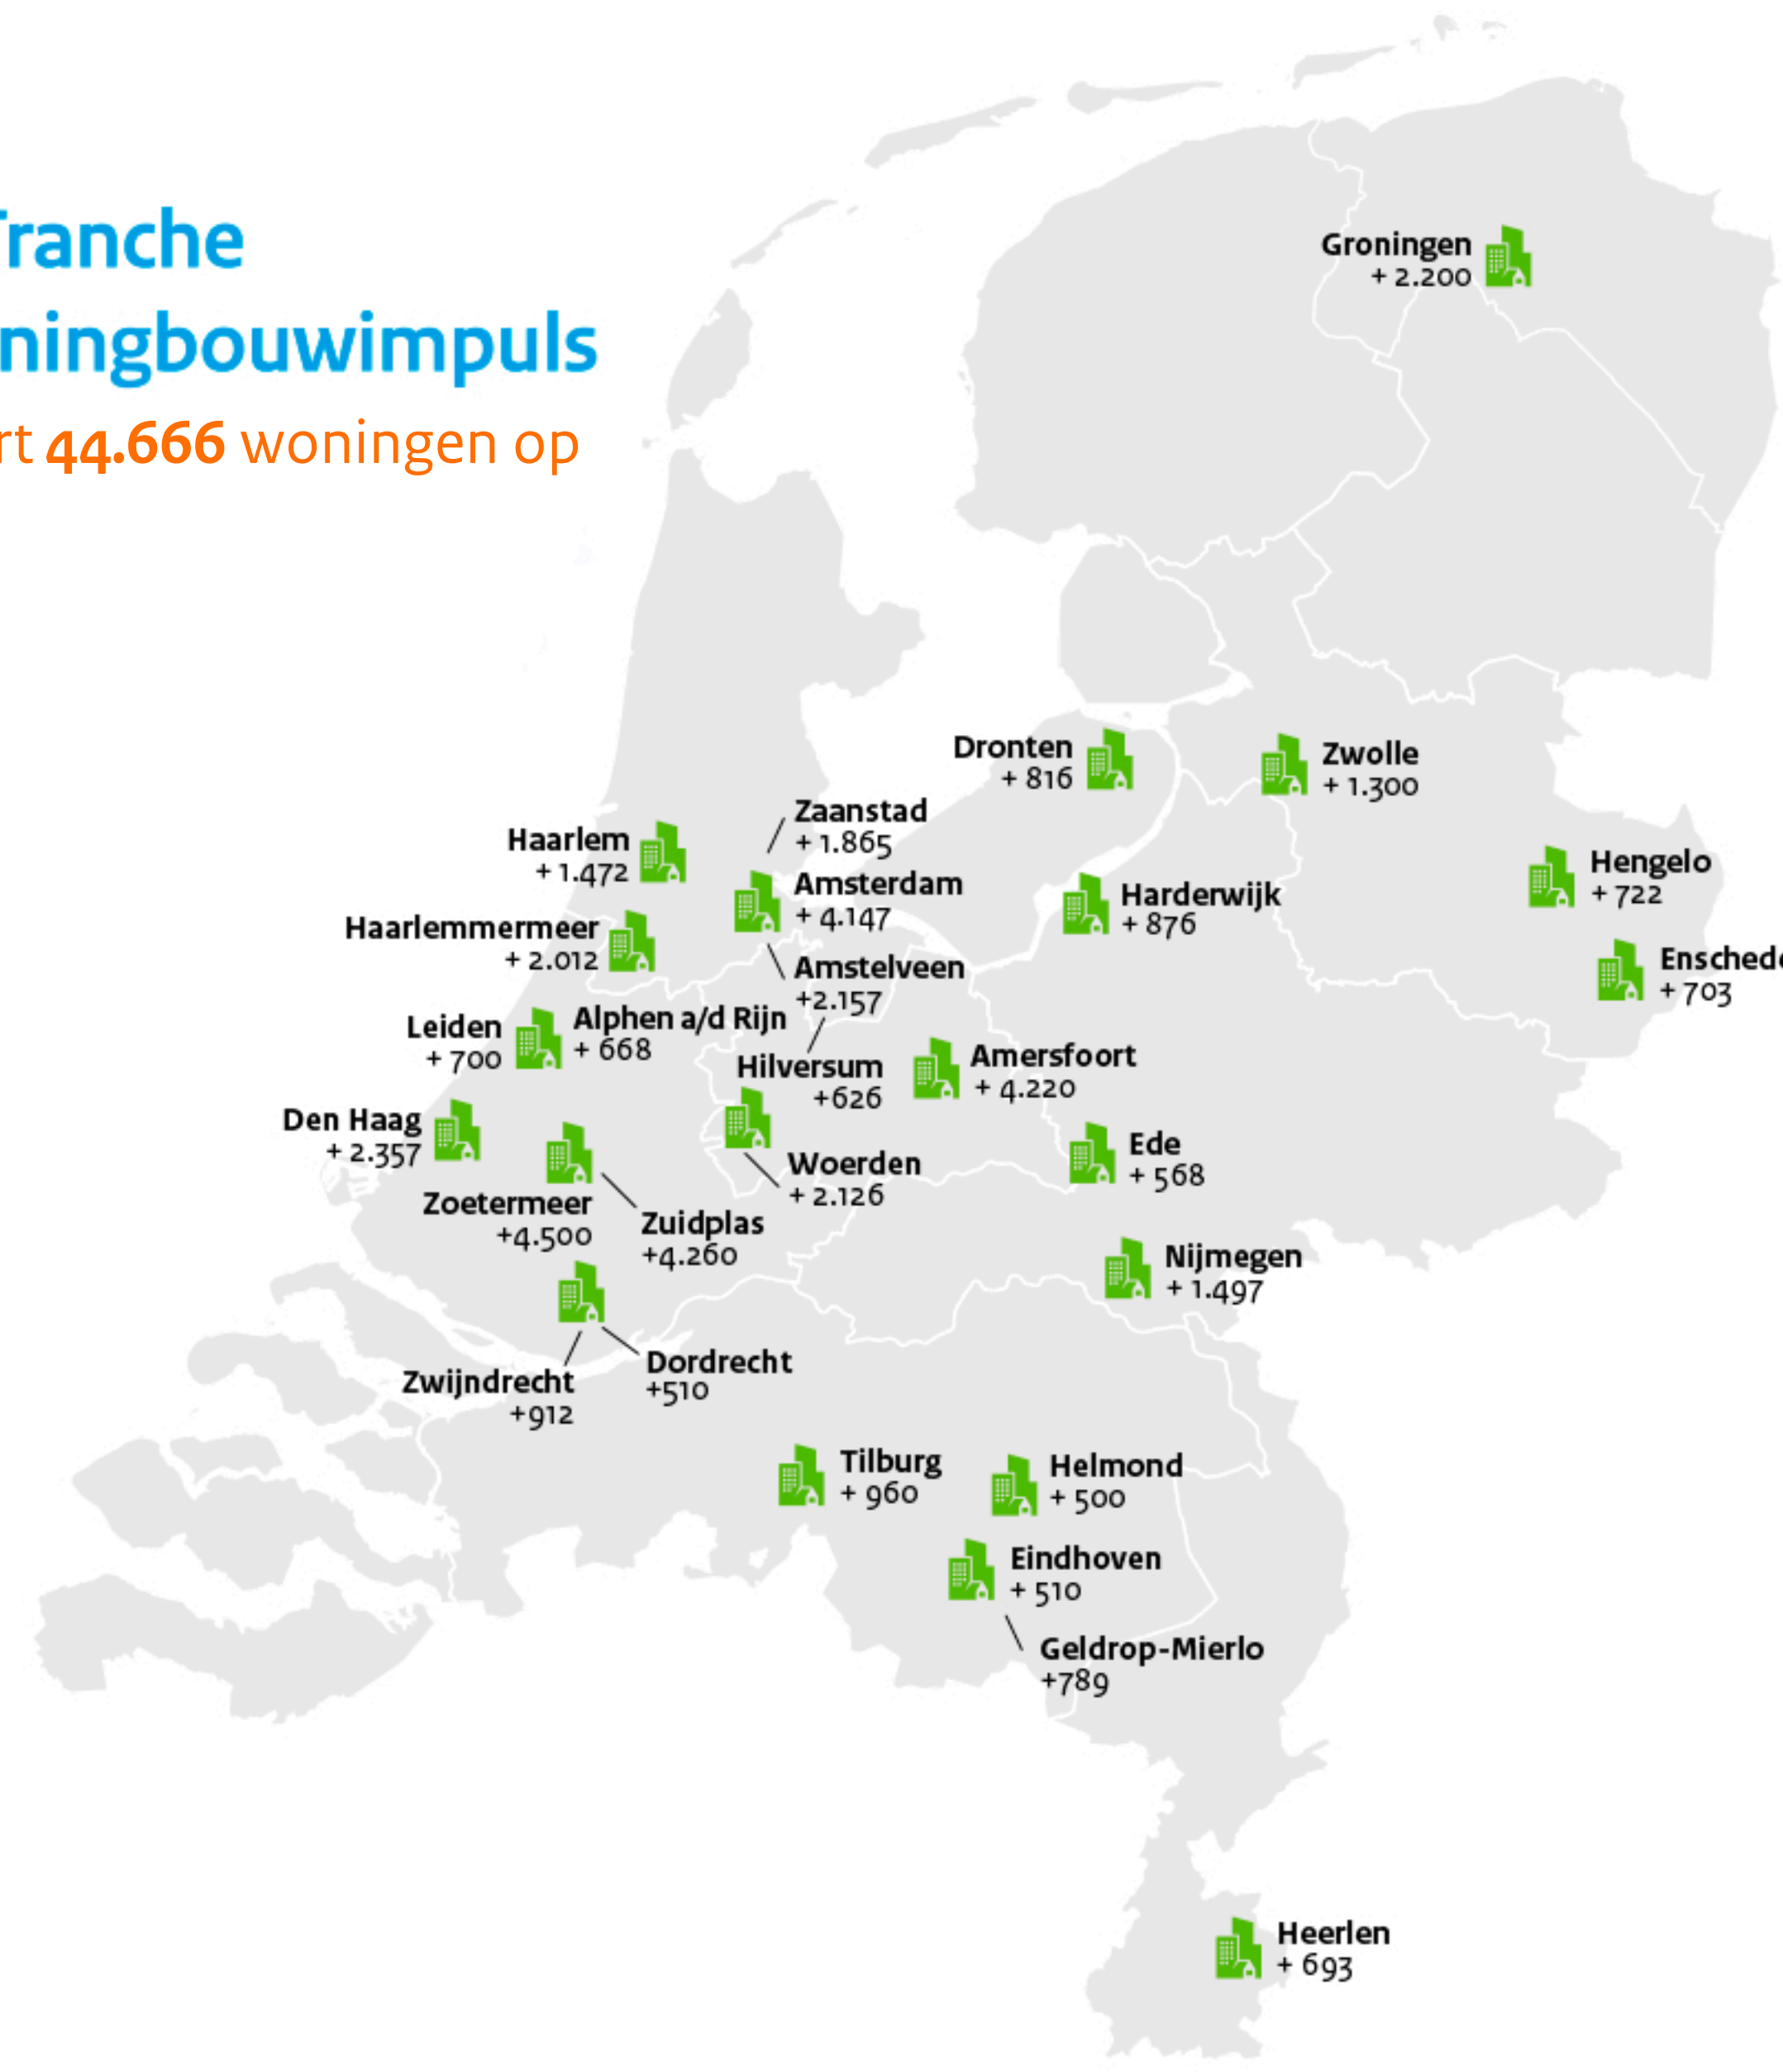 Tranche
ningbouwimpuls
rt 44.666 woningen op
Groningen
+ 2.200
Dronten
+ 816
Zwolle
+ 1.300
Zaanstad
+ 1.865
Haarlem
+ 1.472
Amsterdam
+ 4.147
Hengelo
+ 722
Harderwijk
+ 876
Haarlemmermeer
+ 2.012
Amstelveen
+2.157
Enschede
+ 703
Leiden
+ 700
Alphen a/d Rijn
+ 668
Hilversum
+626
Amersfoort
+ 4.220
Den Haag
+ 2.357
Ede
+ 568
Woerden
+ 2.126
Zoetermeer
+4.500
Zuidplas
+4.260
Nijmegen
+ 1.497
Zwijndrecht
+912
Dordrecht
+510
Tilburg
+ 960
Helmond
+ 500
Eindhoven
+ 510
Geldrop-Mierlo
+789
Heerlen
+ 693